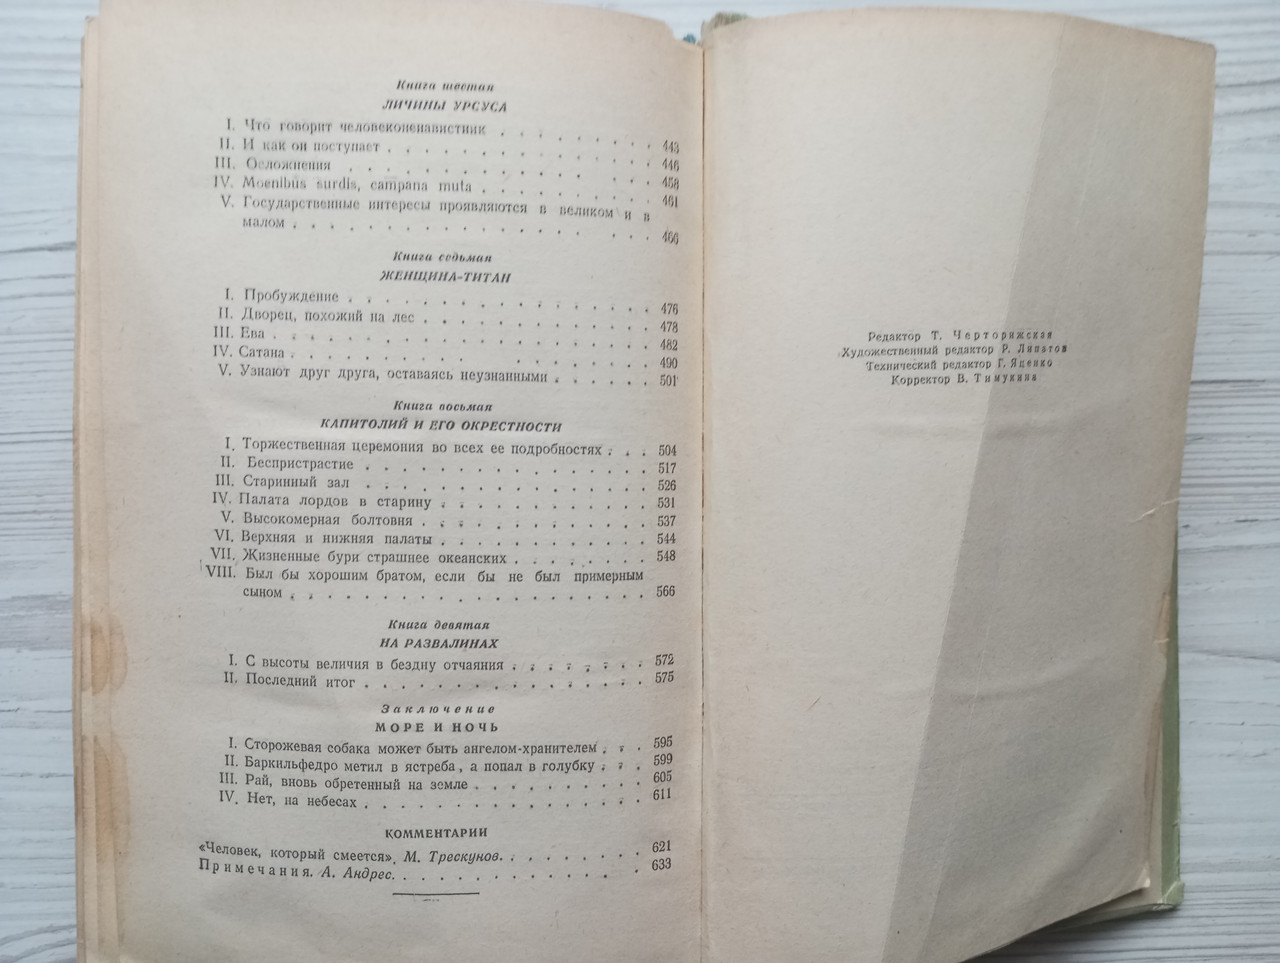 Книга шестая
ЛИЧИНЫ УРСУСА
I. Что говорит человеконенавистник . . . . . . . . 443
II. И как он поступает . . . . . . . . . . . . . 446
III. Осложнения . . . . . . . . . . . . . . 458
IV. Moenibus surdis, campana muta . . . . . . . . 461
V. Государственные интересы проявляются в великом и в
малом . . . . . . . . . . . . . . . . . 466
Книга седьмая
ЖЕНЩИНА-ТИТАН
I. Пробуждение . . . . . . . . . . . . . . . 476
II. Дворец, похожий на лес . . . . . . . . . . . 478
III. Ева . . . . . . . . . . . . . . . . . . 482
IV. Сатана . . . . . . . . . . . . . . . . . 490
V. Узнают друг друга, оставаясь неузнанными . . . . . 501
Книга восьмая
КАПИТОЛИЙ И ЕГО ОКРЕСТНОСТИ
I. Торжественная церемония во всех ее подробностях . . . 504
II. Беспристрастие . . . . . . . . . . . . . . 517
III. Старинный зал . . . . . . . . . . . . . . 526
IV. Палата лордов в старину . . . . . . . . . . 531
V. Высокомерная болтовня . . . . . . . . . . . 537
VI. Верхняя и нижняя палаты . . . . . . . . . . 544
VII. Жизненные бури страшнее океанских . . . . . . . 548
VIII. Был бы хорошим братом, если бы не был примерным
сыном . . . . . . . . . . . . . . . . . 566
Книга девятая
НА РАЗВАЛИНАХ
I. С высоты величия в бездну отчаяния . . . . . . . 572
II. Последний итог . . . . . . . . . . . . . . 575
Заключение
МОРЕ И НОЧЬ
I. Сторожевая собака может быть ангелом-хранителем . . . 595
II. Баркильфедро метил в ястреба, а попал в голубку . . . 599
III. Рай, вновь обретенный на земле . . . . . . . . . 605
IV. Нет, на небесах . . . . . . . . . . . . . . 611
КОММЕНТАРИИ
«Человек, который смеется». М. Трескунов. . . . . . . . 621
Примечания. А. Андрес. . . . . . . . . . . . . 633
Редактор Т. Черторижская
Художественный редактор Р. Липатов
Технический редактор Г. Яценко
Корректор В. Тимукина